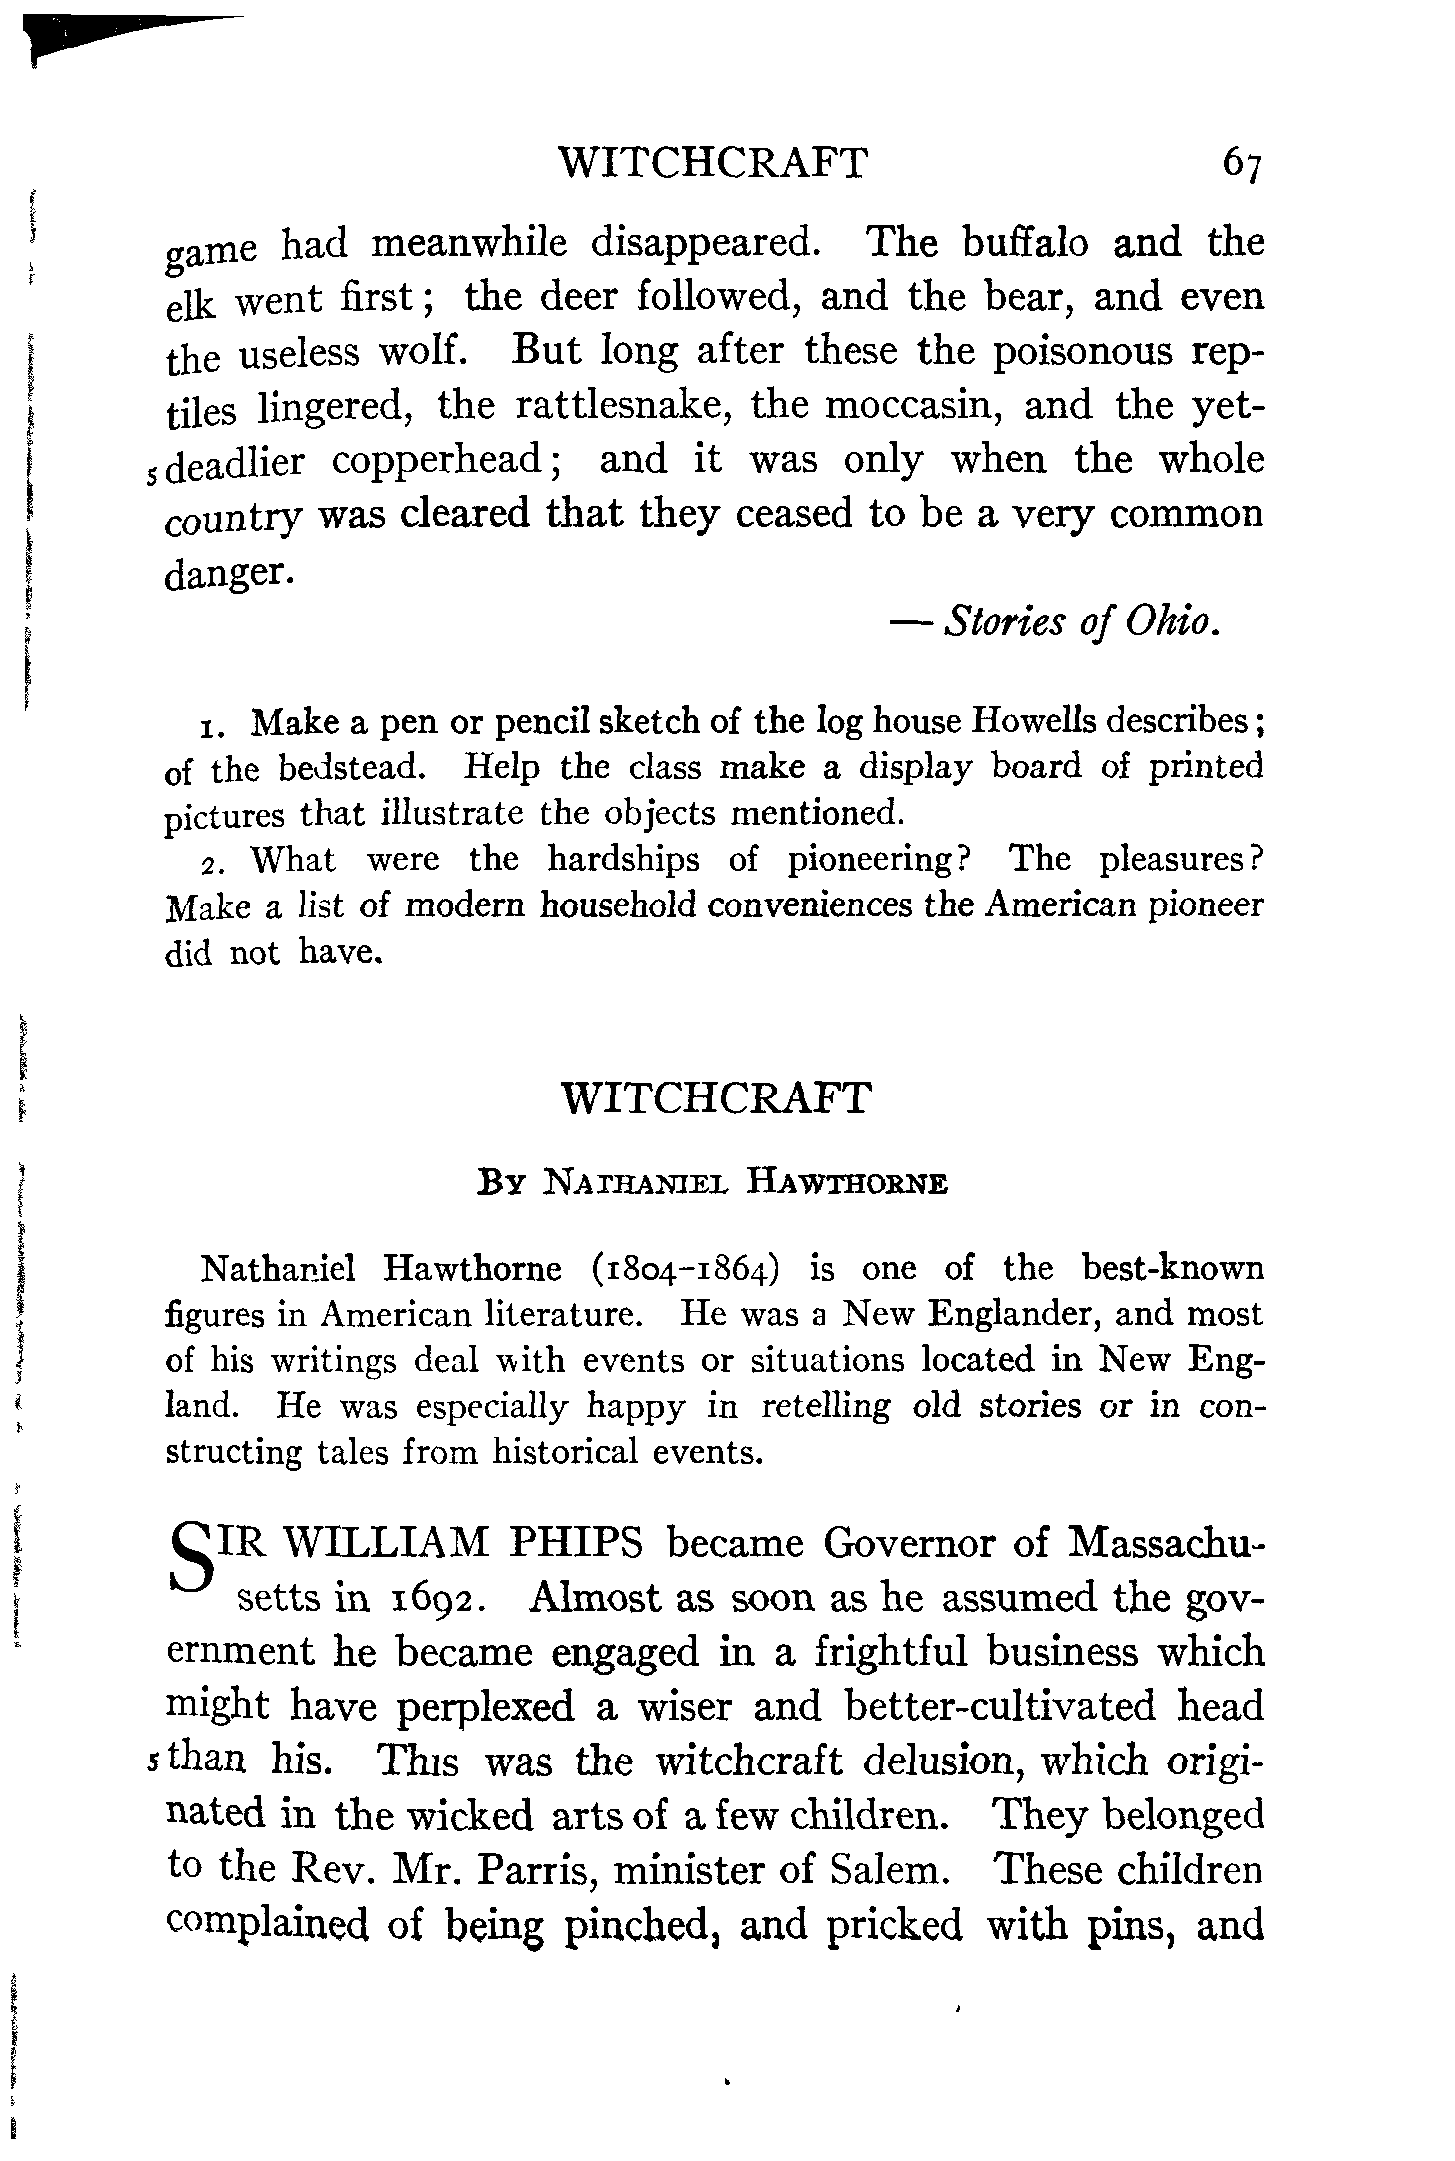 WITCHCRAFT 67
game had meanwhile disappeared. The buffalo and the
elk went first; the deer followed, and the bear, and even
the useless wolf. But long after these the poisonous rep-
tiles lingered, the rattlesnake, the moccasin, and the yet-
5 deadlier copperhead; and it was only when the whole
country was cleared that they ceased to be a very common
danger.
— Stories of Ohio.
1. Make a pen or pencil sketch of the log house Howells describes;
of the bedstead. Help the class make a display board of printed
pictures that illustrate the objects mentioned.
2. What were the hardships of pioneering? The pleasures?
Make a list of modern household conveniences the American pioneer
did not have.
WITCHCRAFT
BY NATHANIEL HAWTHORNE
Nathaniel Hawthorne (1804–1864) is one of the best-known
figures in American literature. He was a New Englander, and most
of his writings deal with events or situations located in New Eng-
land. He was especially happy in retelling old stories or in con-
structing tales from historical events.
SIR WILLIAM PHIPS became Governor of Massachu-
setts in 1692. Almost as soon as he assumed the gov-
ernment he became engaged in a frightful business which
might have perplexed a wiser and better-cultivated head
5 than his. This was the witchcraft delusion, which origi-
nated in the wicked arts of a few children. They belonged
to the Rev. Mr. Parris, minister of Salem. These children
complained of being pinched, and pricked with pins, and